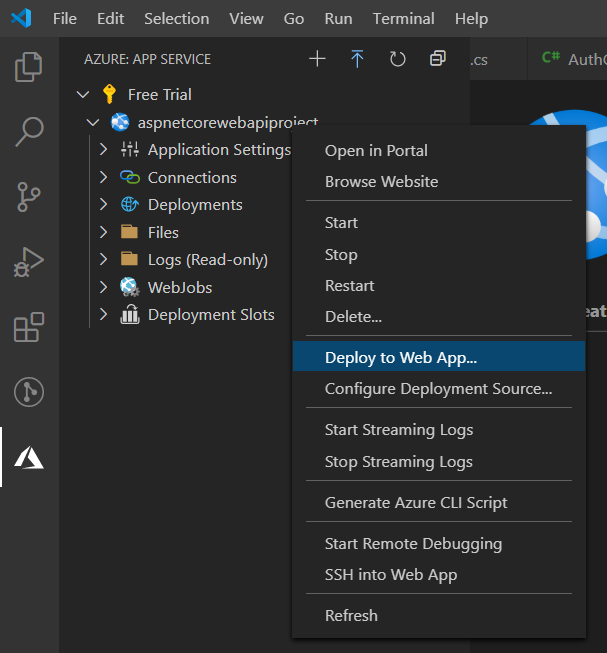 File Edit Selection View Go Run Terminal Help
AZURE: APP SERVICE
.cs
C# Auth
Free Trial
aspnetcorewebapiproject
Application Settings
Connections
Deployments
Files
Logs (Read-only)
WebJobs
Deployment Slots
Open in Portal
Browse Website
Start
Stop
Restart
Delete...
Deploy to Web App...
Configure Deployment Source...
Start Streaming Logs
Stop Streaming Logs
Generate Azure CLI Script
Start Remote Debugging
SSH into Web App
Refresh
eat